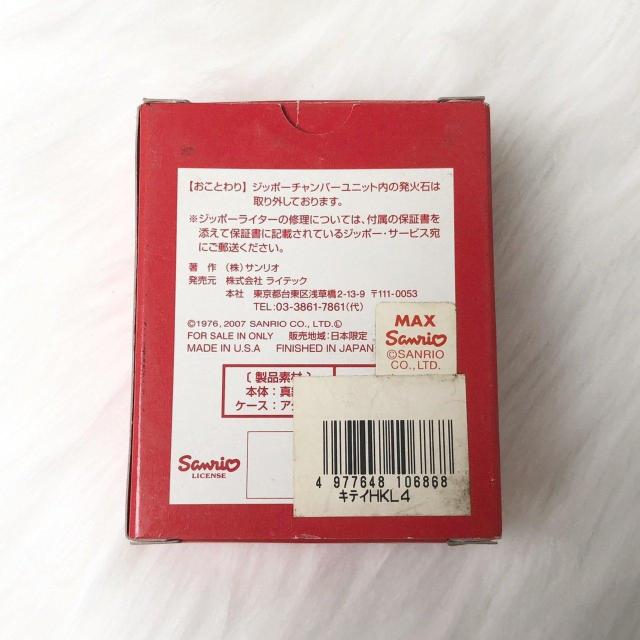 【おことわり】ジッポーチャンバーユニット内の発火石は
取り外しております。
※ジッポーライターの修理については、付属の保証書を
添えて保証書に記載されているジッポー・サービス宛
にご郵送ください。
著 作 (株)サンリオ
発売元 株式会社 ライテック
本社 東京都台東区浅草橋2-13-9 〒111-0053
TEL:03-3861-7861(代)
©1976, 2007 SANRIO CO., LTD.Ⓛ
FOR SALE IN ONLY 販売地域:日本限定
MADE IN U.S.A FINISHED IN JAPAN
MAX
Sanrio
©SANRIO
CO.,LTD.
〔 製品素材 〕
本体:真
ケース:ア
Sanrio
LICENSE
4 977648 106868
キティHKL4